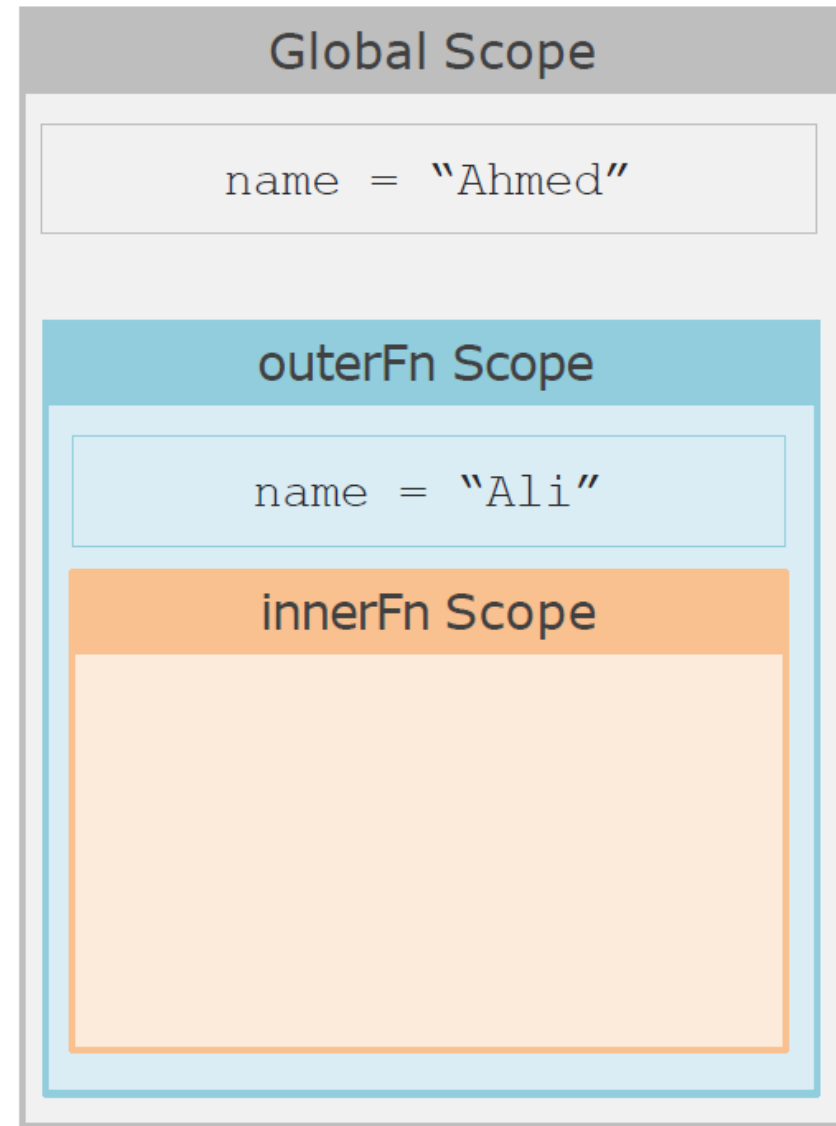 Global Scope
name = “Ahmed”
outerFn Scope
name = “Ali”
innerFn Scope